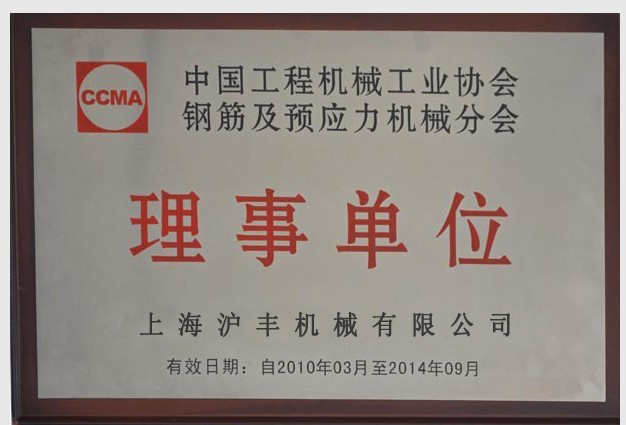 CCMA
中国工程机械工业协会
钢筋及预应力机械分会
理事单位
上海沪丰机械有限公司
有效日期：自2010年03月至2014年09月